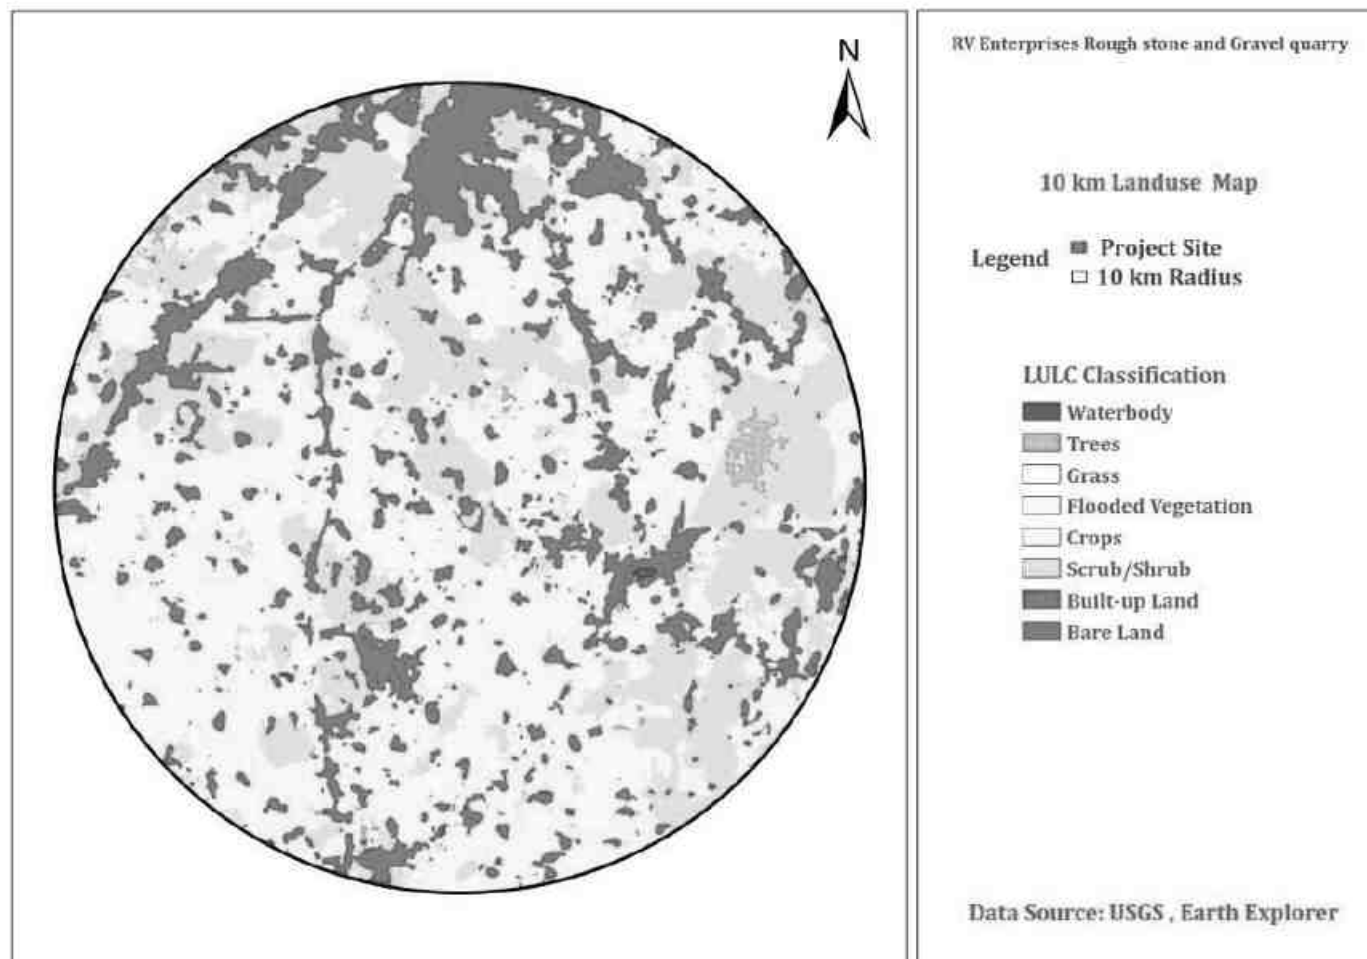 N
RV Enterprises Rough stone and Gravel quarry
10 km Landuse Map
Legend
Project Site
10 km Radius
LULC Classification
Waterbody
Trees
Grass
Flooded Vegetation
Crops
Scrub/Shrub
Built-up Land
Bare Land
Data Source: USGS , Earth Explorer